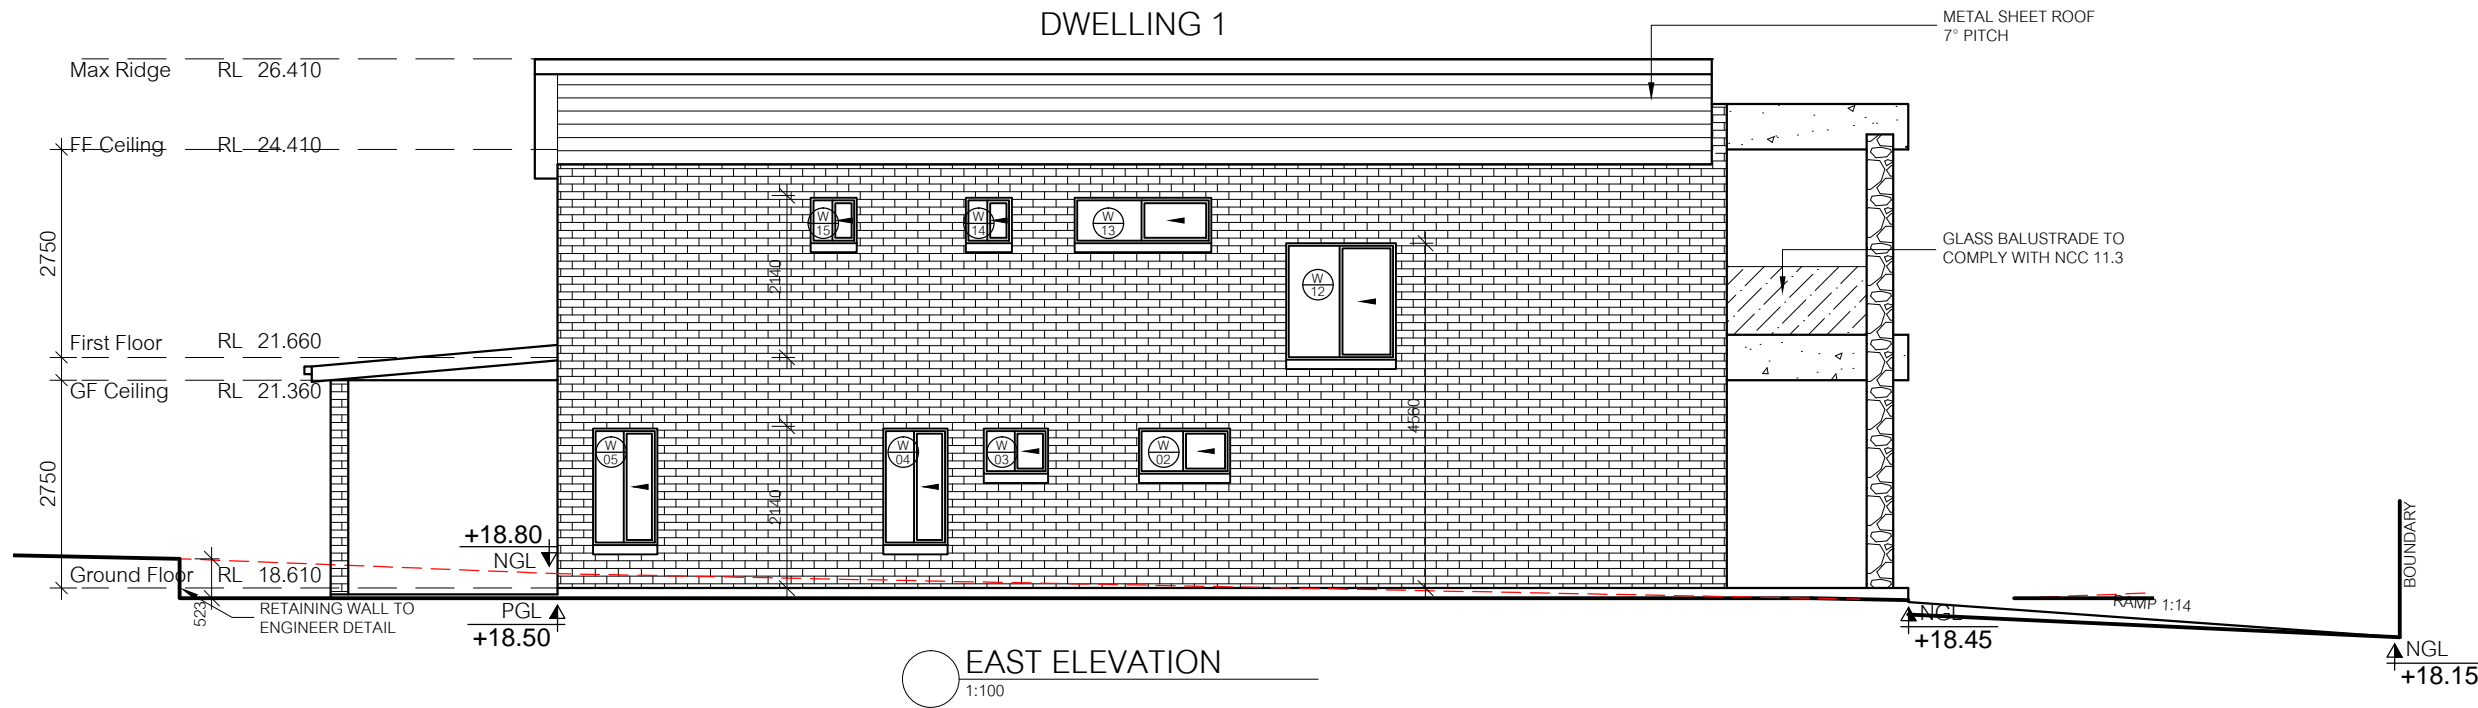 DWELLING 1
METAL SHEET ROOF
7° PITCH
Max Ridge RL 26.410
FF Ceiling RL 24.410
2750
First Floor RL 21.660
GF Ceiling RL 21.360
2750
Ground Floor RL 18.610
W 15
W 14
W 13
W 12
2140
4560
W 05
W 04
W 03
W 02
2140
GLASS BALUSTRADE TO
COMPLY WITH NCC 11.3
+18.80
NGL
523
RETAINING WALL TO
ENGINEER DETAIL
PGL
+18.50
BOUNDARY
RAMP 1:14
NGL
+18.45
NGL
+18.15
EAST ELEVATION
1:100